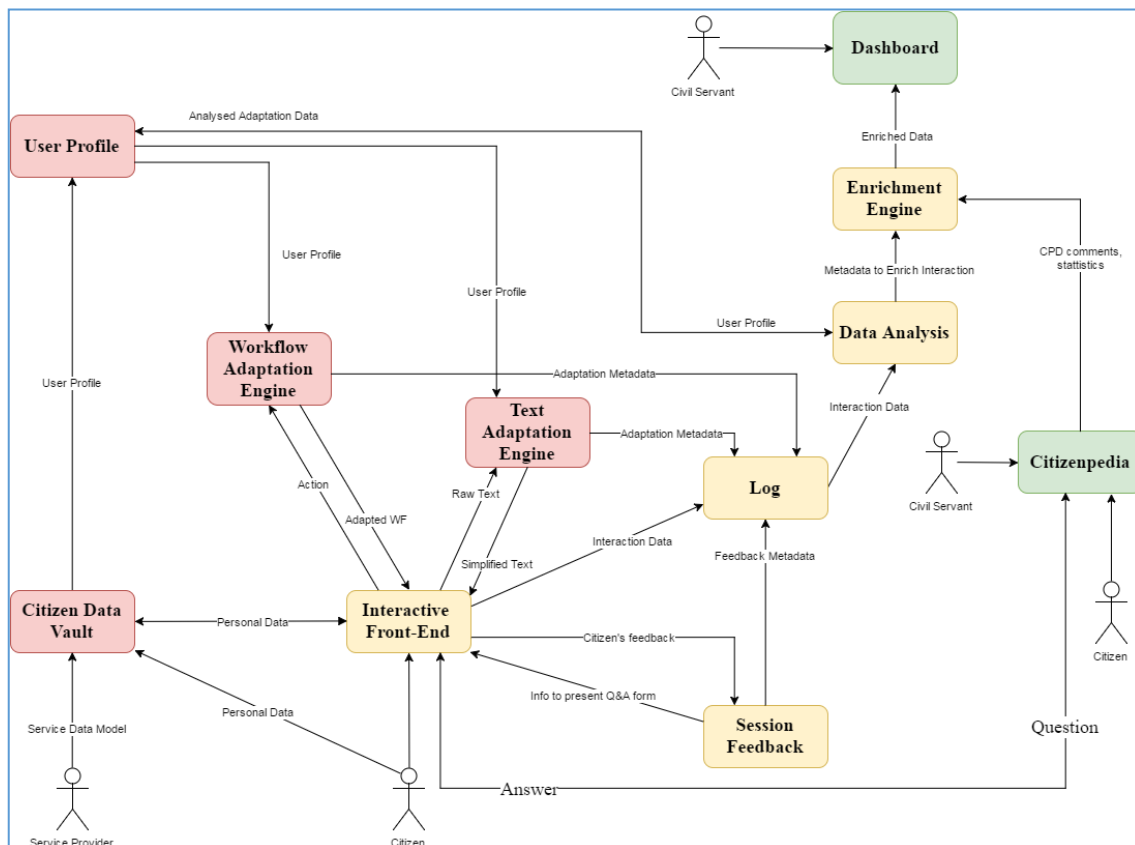 Dashboard
Civil Servant
Analysed Adaptation Data
User Profile
Enriched Data
Enrichment
Engine
CPD comments,
stattistics
User Profile
Metadata to Enrich Interaction
User Profile
User Profile
Data Analysis
Workflow
Adaptation
Engine
Adaptation Metadata
User Profile
Interaction Data
Text
Adaptation
Engine
Adaptation Metadata
Citizenpedia
Action
Raw Text
Log
Civil Servant
Adapted WF
Interaction Data
Feedback Metadata
Simplified Text
Citizen Data
Vault
Personal Data
Interactive
Front-End
Citizen's feedback
Citizen
Info to present Q&A form
Personal Data
Service Data Model
Session
Feedback
Question
Answer
Service Provider
Citizen